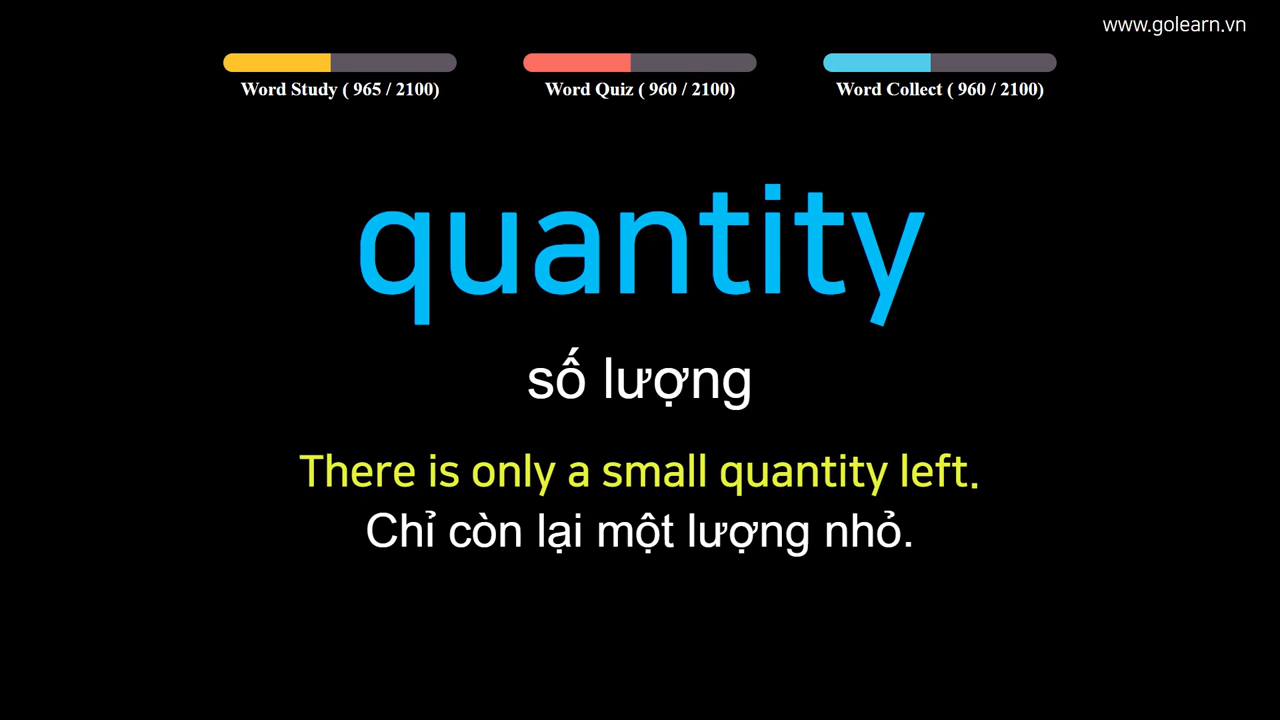 www.golearn.vn
Word Study ( 965 / 2100)
Word Quiz ( 960 / 2100)
Word Collect ( 960 / 2100)
quantity
số lượng
There is only a small quantity left.
Chỉ còn lại một lượng nhỏ.